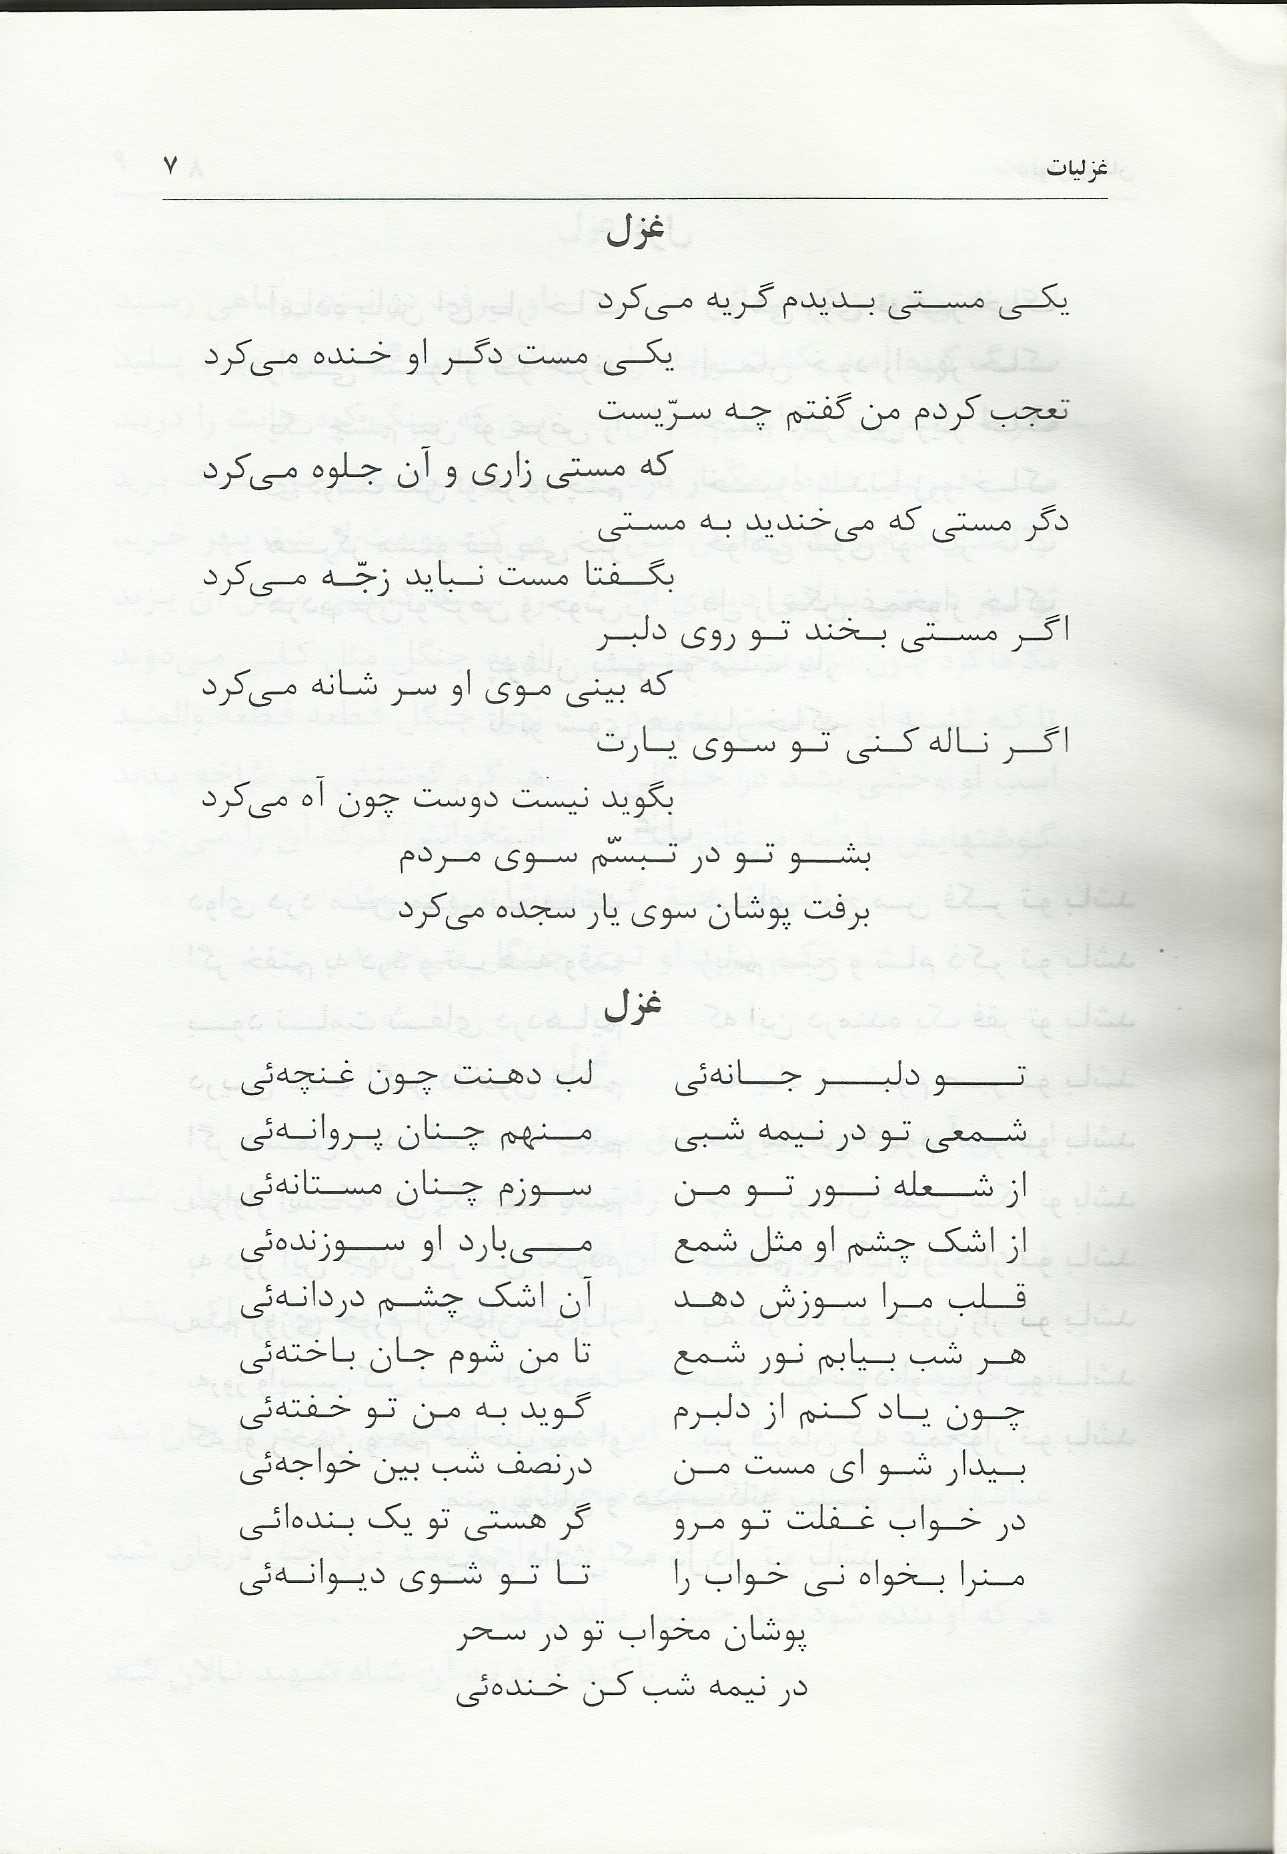 غزلیات ۷
غزل
یکی مستی بدیدم گریه می‌کرد
یکی مست دگر او خنده می‌کرد
تعجب کردم من گفتم چه سرّیست
که مستی زاری و آن جلوه می‌کرد
دگر مستی که می‌خندید به مستی
بگفتا مست نباید زجّه می‌کرد
اگر مستی بخند تو روی دلبر
که بینی موی او سر شانه می‌کرد
اگر ناله کنی تو سوی یارت
بگوید نیست دوست چون آه می‌کرد
بشو تو در تبسّم سوی مردم
برفت پوشان سوی یار سجده می‌کرد
غزل
تو دلبر جانه‌ئی لب دهنت چون غنچه‌ئی
شمعی تو در نیمه شبی منهم چنان پروانه‌ئی
از شعله نور تو من سوزم چنان مستانه‌ئی
از اشک چشم او مثل شمع می‌بارد او سوزنده‌ئی
قلب مرا سوزش دهد آن اشک چشم دردانه‌ئی
هر شب بیابم نور شمع تا من شوم جان باخته‌ئی
چون یاد کنم از دلبرم گوید به من تو خفته‌ئی
بیدار شو ای مست من درنصف شب بین خواجه‌ئی
در خواب غفلت تو مرو گر هستی تو یک بنده‌ائی
منرا بخواه نی خواب را تا تو شوی دیوانه‌ئی
پوشان مخواب تو در سحر
در نیمه شب کن خنده‌ئی